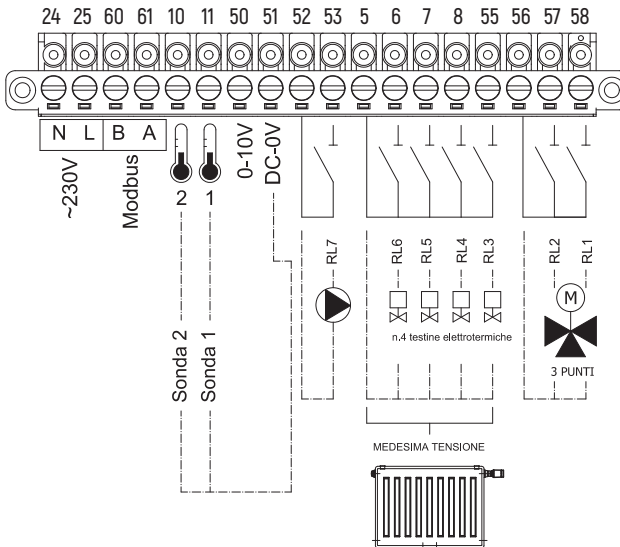 24 25 60 61 10 11 50 51 52 53 5 6 7 8 55 56 57 58
N L B A
~230V
Modbus
2 1
0-10V
DC-0V
RL7
RL6
RL5
RL4
RL3
RL2
RL1
M
Sonda 2
Sonda 1
n.4 testine elettrotermiche
3 PUNTI
MEDESIMA TENSIONE